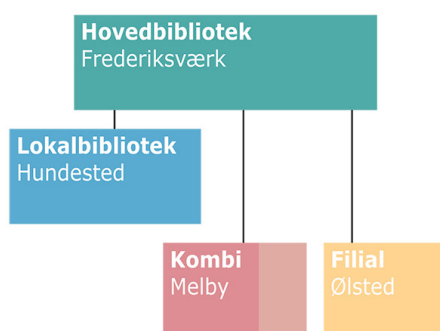 Hovedbibliotek
Frederiksværk
Lokalbibliotek
Hundested
Kombi
Melby
Filial
Ølsted